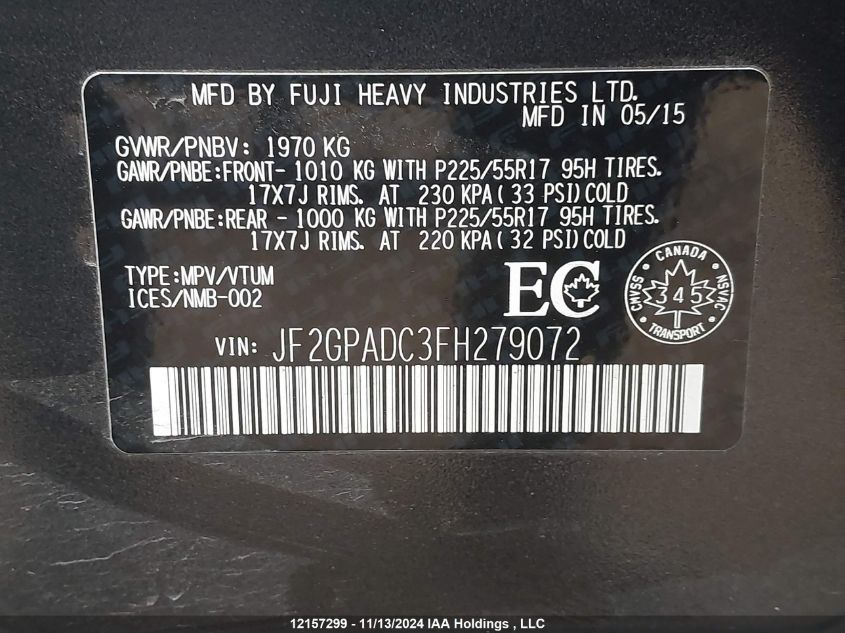 MFD BY FUJI HEAVY INDUSTRIES LTD.
MFD IN 05/15
GVWR/PNBV: 1970 KG
GAWR/PNBE:FRONT- 1010 KG WITH P225/55R17 95H TIRES.
17X7J RIMS. AT 230 KPA ( 33 PSI) COLD
GAWR/PNBE:REAR - 1000 KG WITH P225/55R17 95H TIRES.
17X7J RIMS. AT 220 KPA ( 32 PSI) COLD
TYPE:MPV/VTUM
ICES/NMB-002
EC
CANADA
CMVSS
NSVAC
345
TRANSPORT
VIN: JF2GPADC3FH279072
12157299 - 11/13/2024 IAA Holdings , LLC